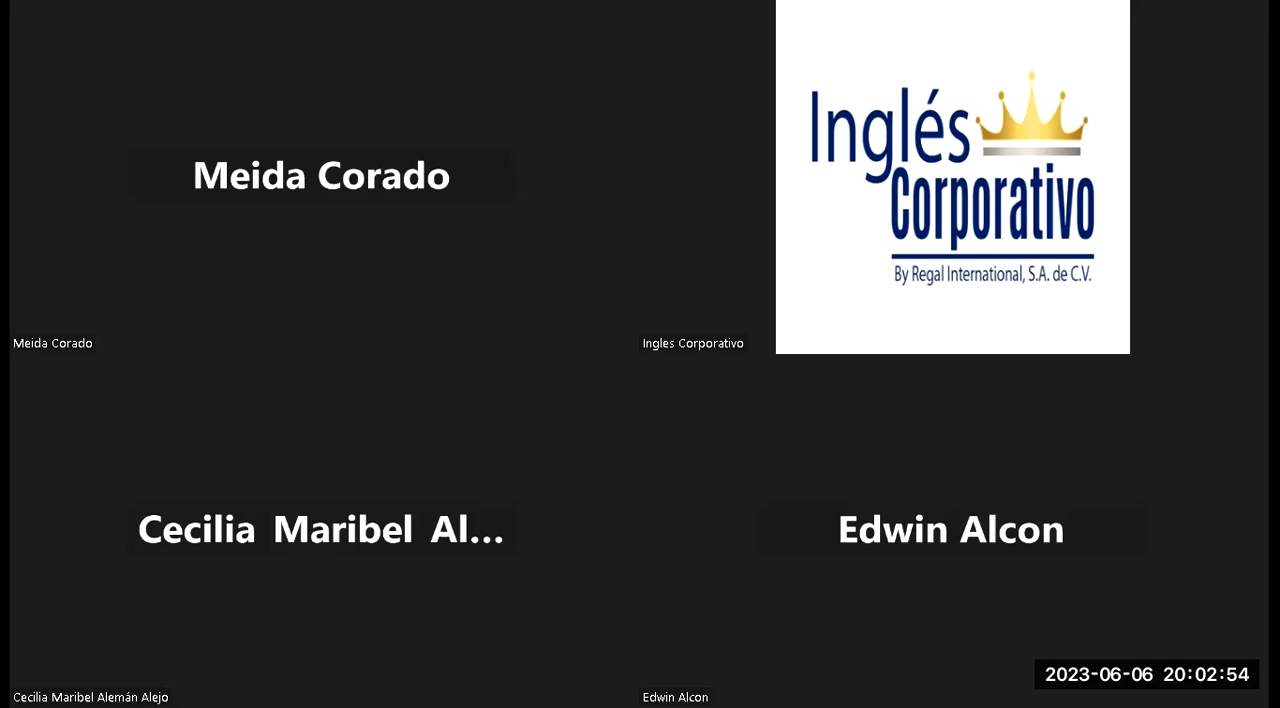 Meida Corado
Inglés
Corporativo
By Regal International, S.A. de C.V.
Meida Corado
Ingles Corporativo
Cecilia Maribel Al...
Edwin Alcon
2023-06-06 20:02:54
Cecilia Maribel Alemán Alejo
Edwin Alcon